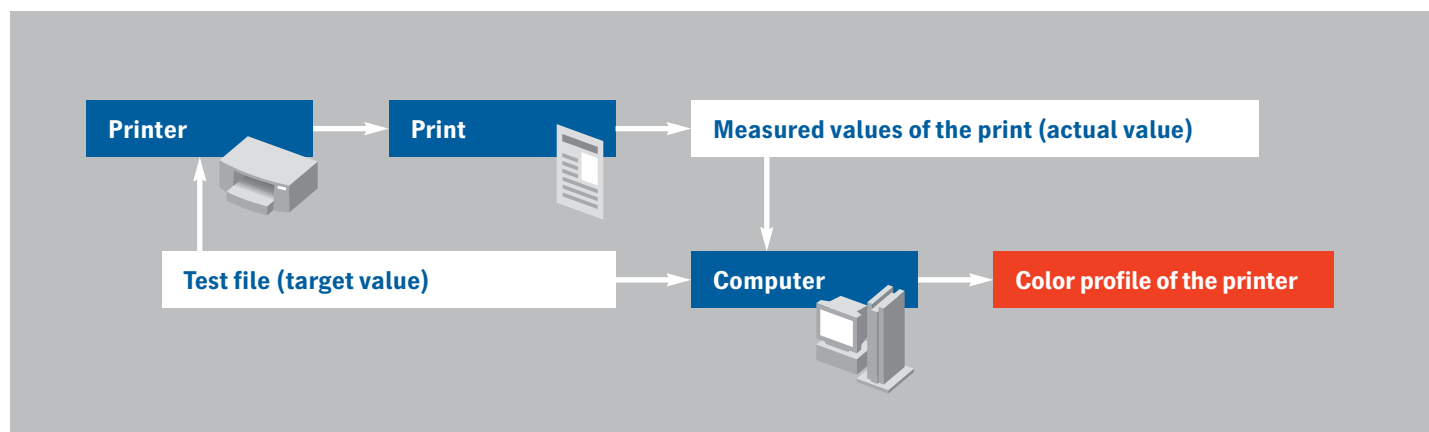 Printer
Print
Measured values of the print (actual value)
Test file (target value)
Computer
Color profile of the printer